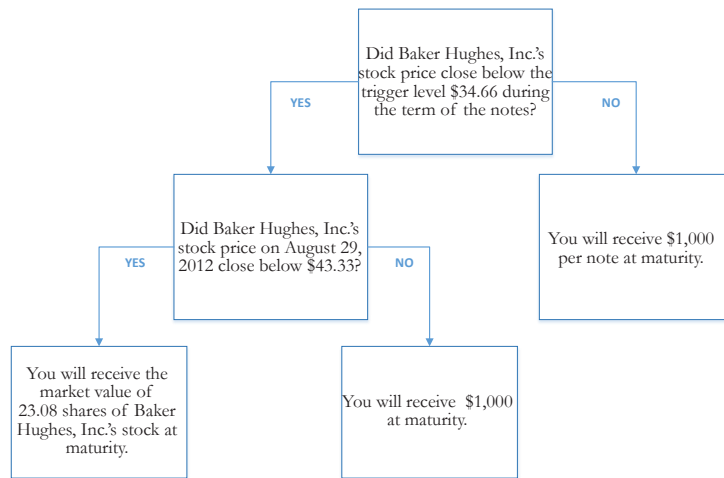 Did Baker Hughes, Inc.'s
stock price close below the
trigger level $34.66 during
the term of the notes?
YES
NO
Did Baker Hughes, Inc.'s
stock price on August 29,
2012 close below $43.33?
You will receive $1,000
per note at maturity.
YES
NO
You will receive the
market value of
23.08 shares of Baker
Hughes, Inc.'s stock at
maturity.
You will receive $1,000
at maturity.